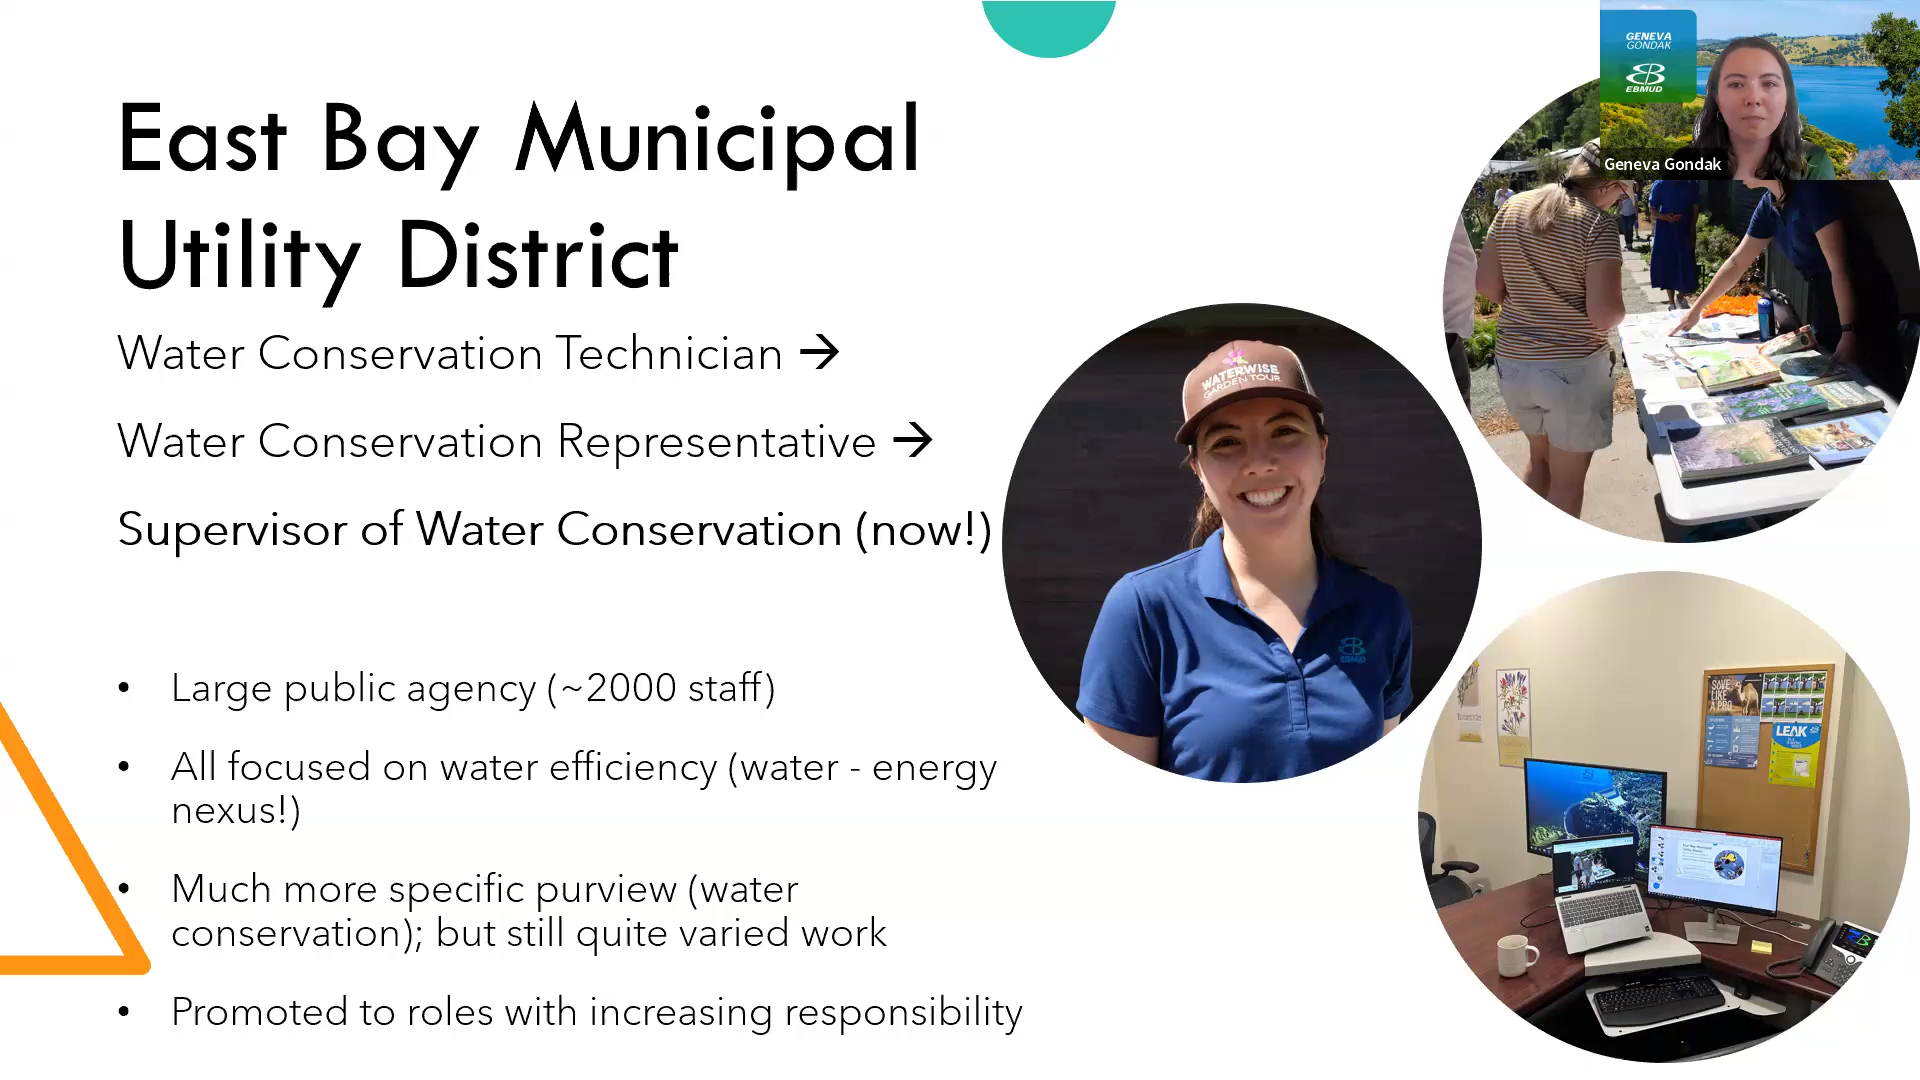 East Bay Municipal
Utility District
Water Conservation Technician →
Water Conservation Representative →
Supervisor of Water Conservation (now!)
• Large public agency (~2000 staff)
• All focused on water efficiency (water - energy
nexus!)
• Much more specific purview (water
conservation); but still quite varied work
• Promoted to roles with increasing responsibility
GENEVA
GONDAK
EBMUD
Geneva Gondak
WATERWISE
GARDEN TOUR
EBMUD
SAVE
LIKE
A PRO
LEAK